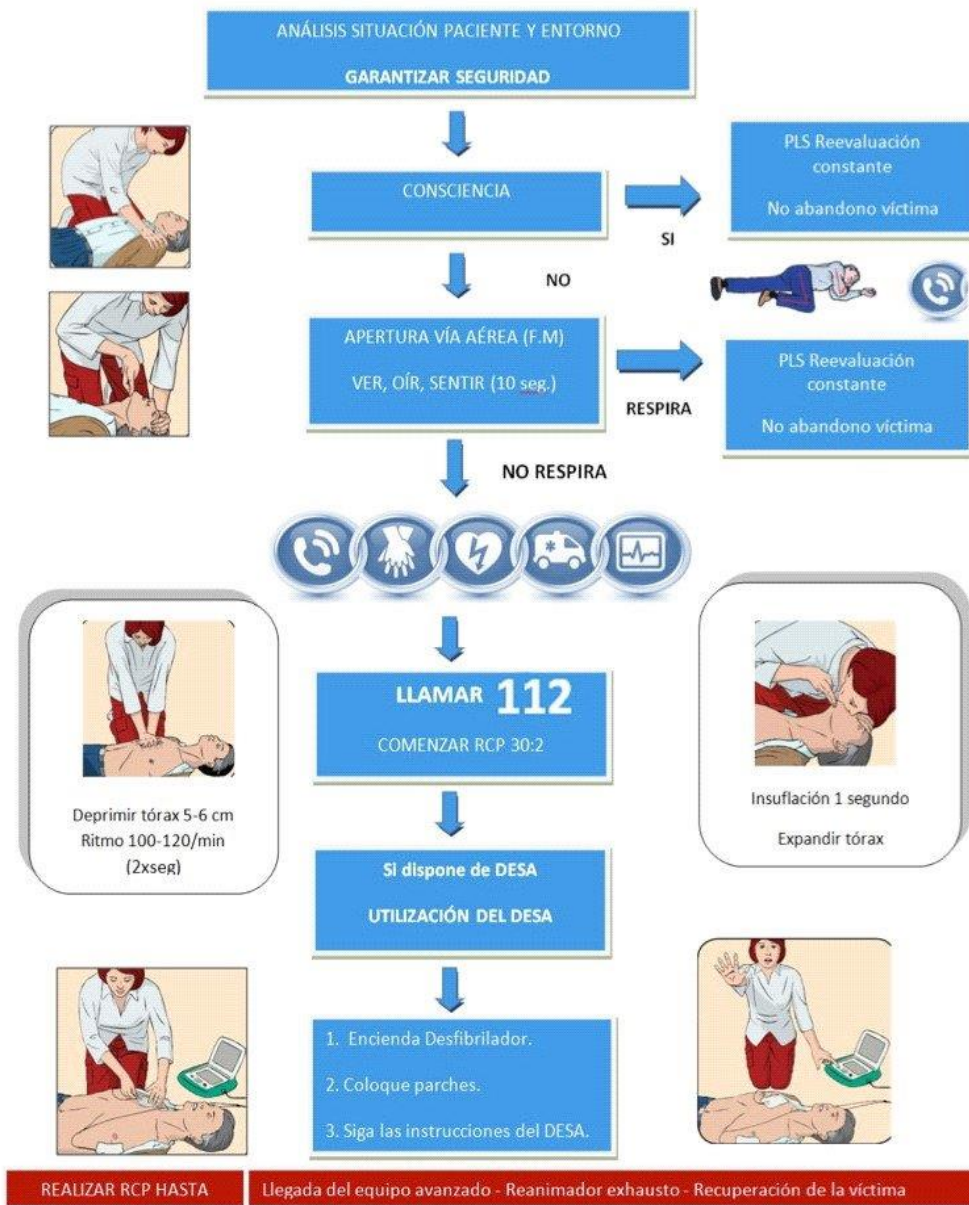 ANÁLISIS SITUACIÓN PACIENTE Y ENTORNO
GARANTIZAR SEGURIDAD
CONSCIENCIA
SI
PLS Reevaluación
constante
No abandono víctima
NO
APERTURA VÍA AÉREA (F.M)
VER, OÍR, SENTIR (10 seg.)
RESPIRA
PLS Reevaluación
constante
No abandono víctima
NO RESPIRA
LLAMAR 112
COMENZAR RCP 30:2
Deprimir tórax 5-6 cm
Ritmo 100-120/min
(2xseg)
Insuflación 1 segundo
Expandir tórax
Si dispone de DESA
UTILIZACIÓN DEL DESA
1. Encienda Desfibrilador.
2. Coloque parches.
3. Siga las instrucciones del DESA.
REALIZAR RCP HASTA
Llegada del equipo avanzado - Reanimador exhausto - Recuperación de la víctima